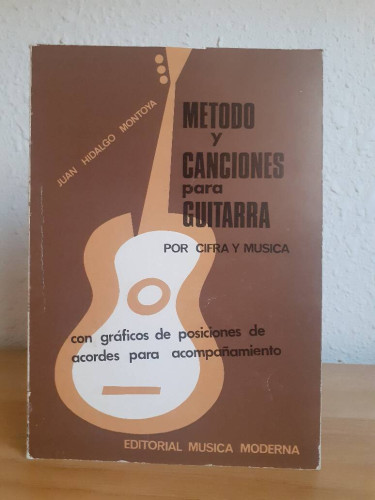 JUAN HIDALGO MONTOYA
METODO
y
CANCIONES
para
GUITARRA
POR CIFRA Y MUSICA
con gráficos de posiciones de
acordes para acompañamiento
EDITORIAL MUSICA MODERNA